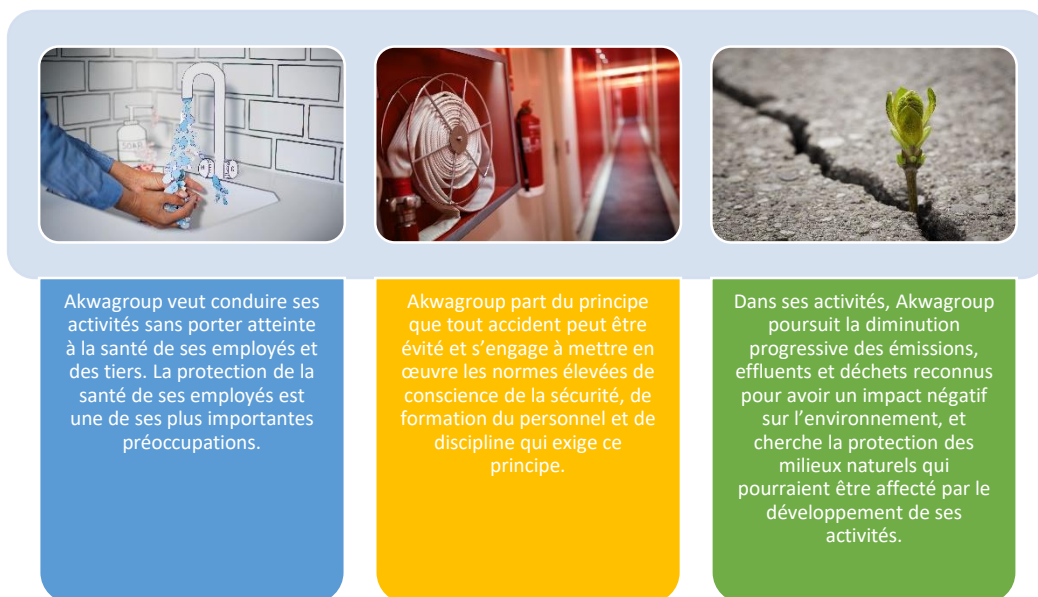 SOAP
Akwagroup veut conduire ses
activités sans porter atteinte
à la santé de ses employés et
des tiers. La protection de la
santé de ses employés est
une de ses plus importantes
préoccupations.
Akwagroup part du principe
que tout accident peut être
évité et s’engage à mettre en
œuvre les normes élevées de
conscience de la sécurité, de
formation du personnel et de
discipline qui exige ce
principe.
Dans ses activités, Akwagroup
poursuit la diminution
progressive des émissions,
effluents et déchets reconnus
pour avoir un impact négatif
sur l’environnement, et
cherche la protection des
milieux naturels qui
pourraient être affecté par le
développement de ses
activités.